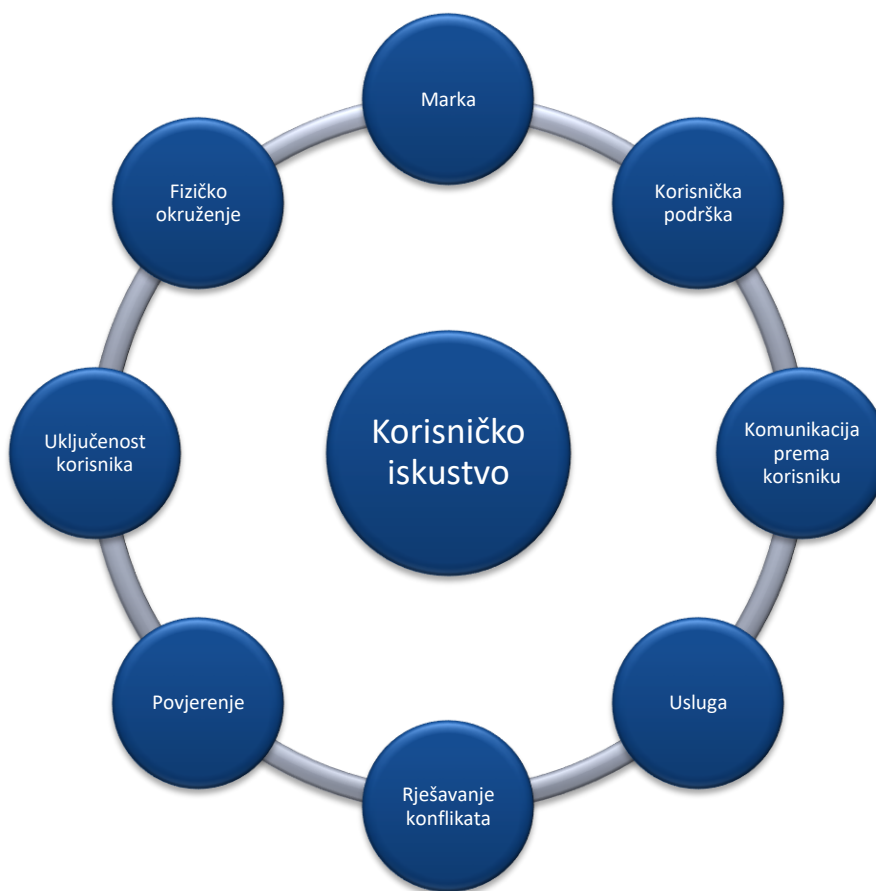 Marka
Korisnička
podrška
Komunikacija
prema
korisniku
Usluga
Rješavanje
konflikata
Povjerenje
Uključenost
korisnika
Fizičko
okruženje
Korisničko
iskustvo